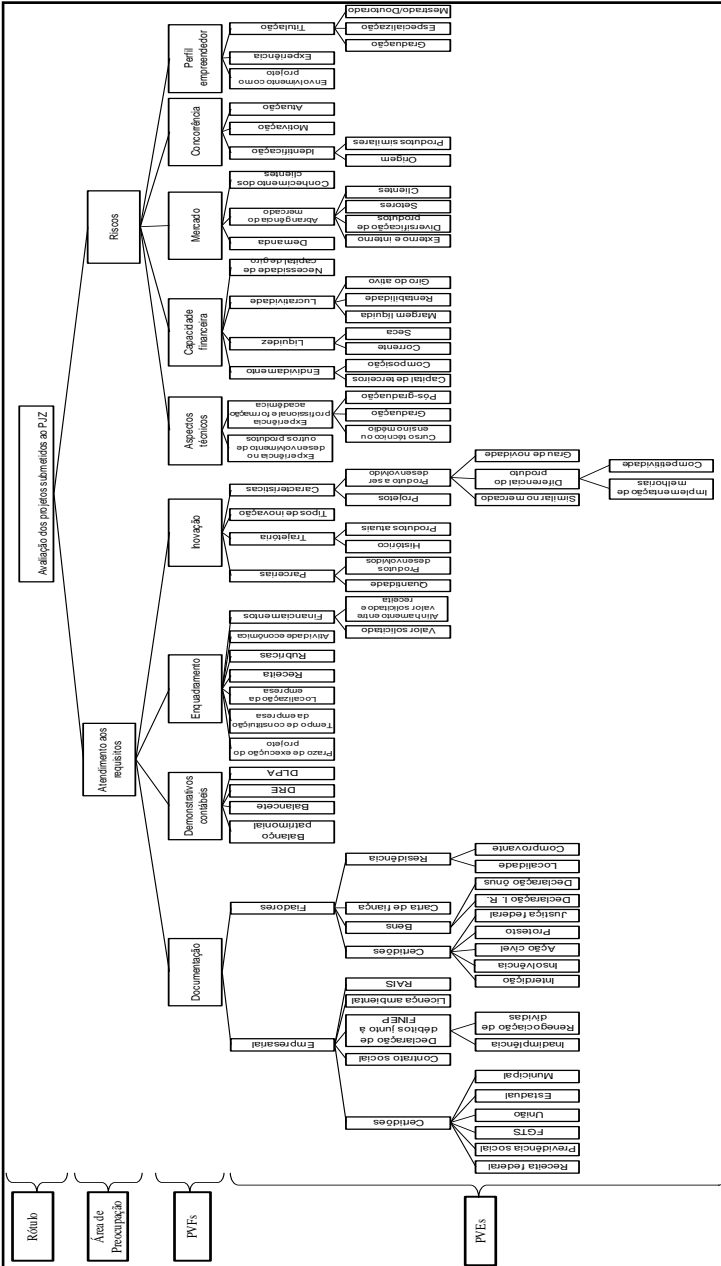 Rótulo
Área de
Preocupação
PVFs
PVEs
Avaliação dos projetos submetidos ao PJZ
Atendimento aos
requisitos
Riscos
Documentação
Demonstrativos
contábeis
Enquadramento
Inovação
Aspectos
técnicos
Capacidade
financeira
Mercado
Concorrência
Perfil
empreendedor
Empresarial
Fiadores
Balanço
patrimonial
Balancete
DRE
DLPA
Prazo de execução do
projeto
Tempo de constituição
da empresa
Localização da
empresa
Receita
Rubricas
Atividade econômica
Financiamentos
Parcerias
Trajetória
Tipos de inovação
Características
Experiência no
desenvolvimento de
outros produtos
Experiência
profissional e formação
acadêmica
Endividamento
Liquidez
Lucratividade
Necessidade de
capital de giro
Demanda
Abrangência do
mercado
Conhecimento dos
clientes
Identificação
Motivação
Atuação
Envolvimento com o
projeto
Experiência
Titulação
Certidões
Contrato social
Declaração de
débitos junto à
FINEP
Licença ambiental
RAIS
Certidões
Bens
Carta de fiança
Residência
Valor solicitado
Alinhamento entre
valor solicitado e
receita
Quantidade
Produtos
desenvolvidos
Histórico
Produtos atuais
Projetos
Produto a ser
desenvolvido
Curso técnico ou
ensino médio
Graduação
Pós-graduação
Capital de terceiros
Composição
Corrente
Seca
Margem líquida
Rentabilidade
Giro do ativo
Externo e interno
Diversificação de
produtos
Setores
Clientes
Origem
Produtos similares
Graduação
Especialização
Mestrado/Doutorado
Receita federal
Previdência social
FGTS
União
Estadual
Municipal
Inadimplência
Renegociação de
dívidas
Interdição
Insolvência
Ação cível
Protesto
Justiça federal
Declaração I. R.
Declaração ônus
Localidade
Comprovante
Similar no mercado
Diferencial do
produto
Grau de novidade
Implementação de
melhorias
Competitividade